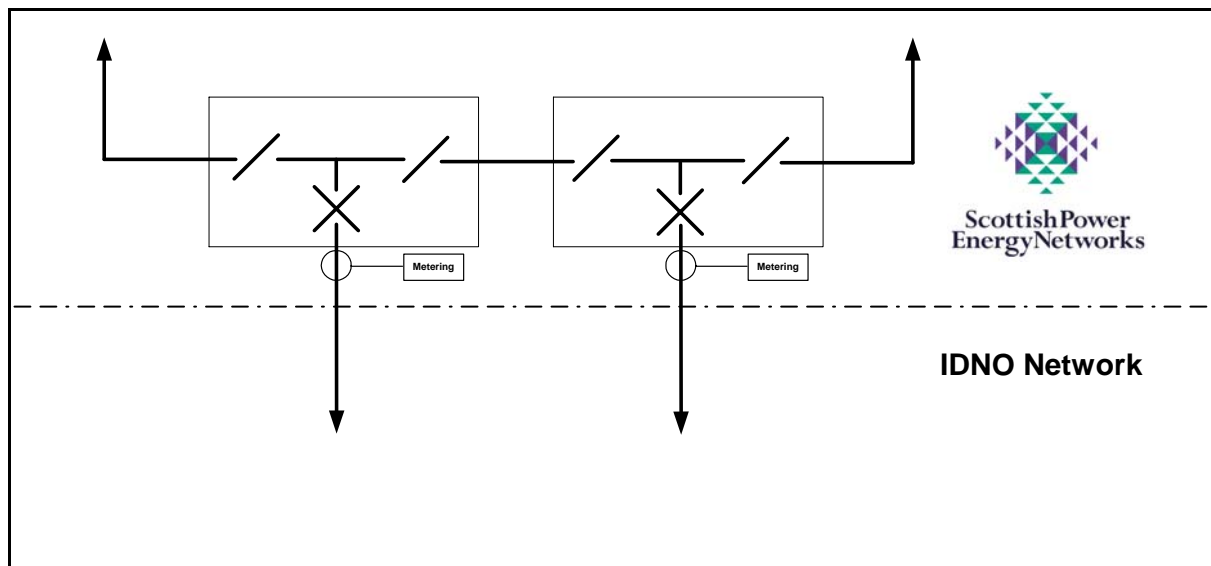 ScottishPower
EnergyNetworks
Metering
Metering
IDNO Network